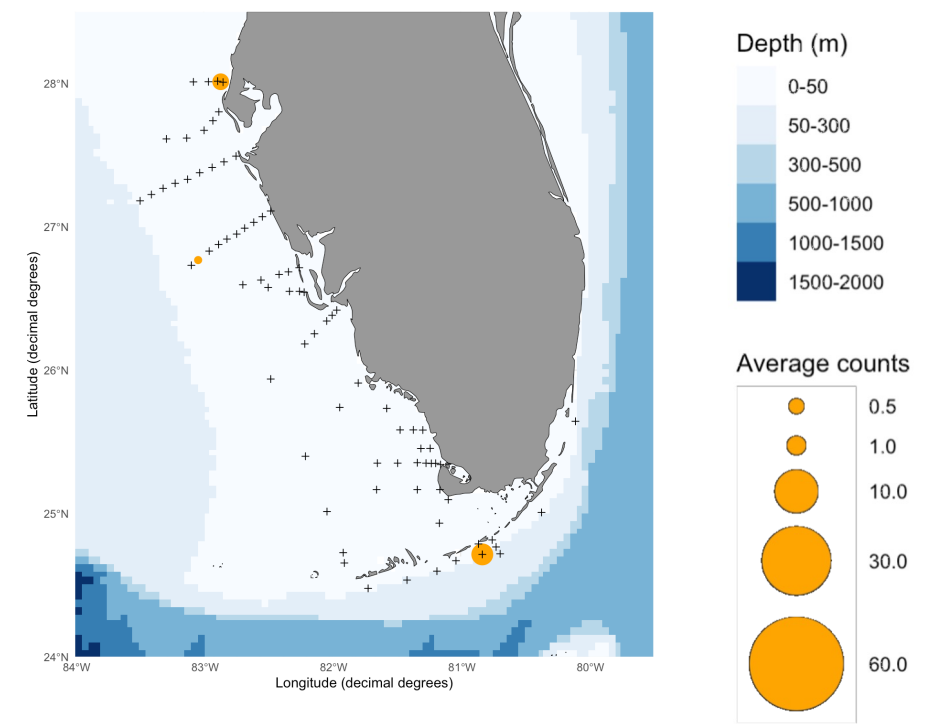 28°N
27°N
26°N
25°N
24°N
84°W
83°W
82°W
81°W
80°W
Latitude (decimal degrees)
Longitude (decimal degrees)
Depth (m)
0-50
50-300
300-500
500-1000
1000-1500
1500-2000
Average counts
0.5
1.0
10.0
30.0
60.0